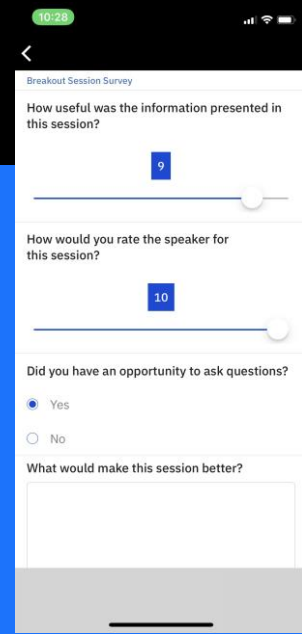 10:28
Breakout Session Survey
How useful was the information presented in
this session?
9
How would you rate the speaker for
this session?
10
Did you have an opportunity to ask questions?
Yes
No
What would make this session better?